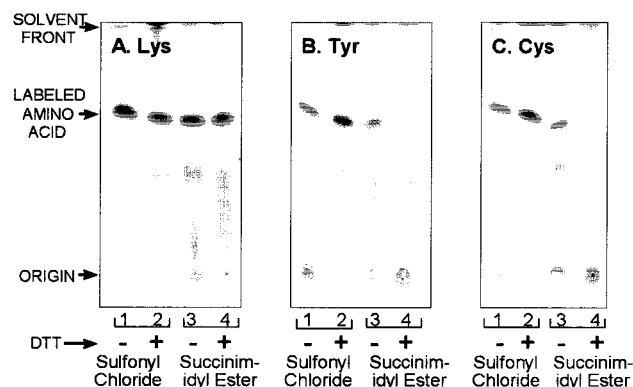 SOLVENT
FRONT
A. Lys
B. Tyr
C. Cys
LABELED
AMINO
ACID
ORIGIN
1 2 3 4 1 2 3 4 1 2 3 4
DTT - + - + - + - + - + - +
Sulfonyl Succinim- Sulfonyl Succinim- Sulfonyl Succinim-
Chloride idyl Ester Chloride idyl Ester Chloride idyl Ester